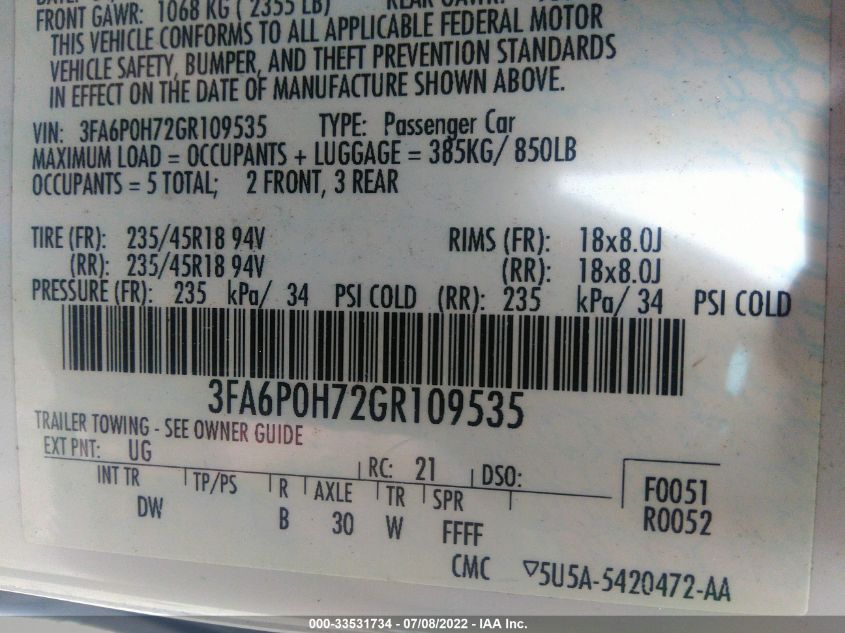 FRONT GAWR: 1068 KG ( 2355 LB)
THIS VEHICLE CONFORMS TO ALL APPLICABLE FEDERAL MOTOR
VEHICLE SAFETY, BUMPER, AND THEFT PREVENTION STANDARDS
IN EFFECT ON THE DATE OF MANUFACTURE SHOWN ABOVE.
VIN: 3FA6P0H72GR109535 TYPE: Passenger Car
MAXIMUM LOAD = OCCUPANTS + LUGGAGE = 385KG/ 850LB
OCCUPANTS = 5 TOTAL; 2 FRONT, 3 REAR
TIRE (FR): 235/45R18 94V RIMS (FR): 18x8.0J
(RR): 235/45R18 94V (RR): 18x8.0J
PRESSURE (FR): 235 kPa/ 34 PSI COLD (RR): 235 kPa/ 34 PSI COLD
3FA6P0H72GR109535
TRAILER TOWING - SEE OWNER GUIDE
EXT PNT: UG RC: 21 DSO:
INT TR TP/PS R AXLE TR SPR
DW B 30 W FFFF
F0051
R0052
CMC ▽5U5A-5420472-AA
000-33531734 - 07/08/2022 - IAA Inc.